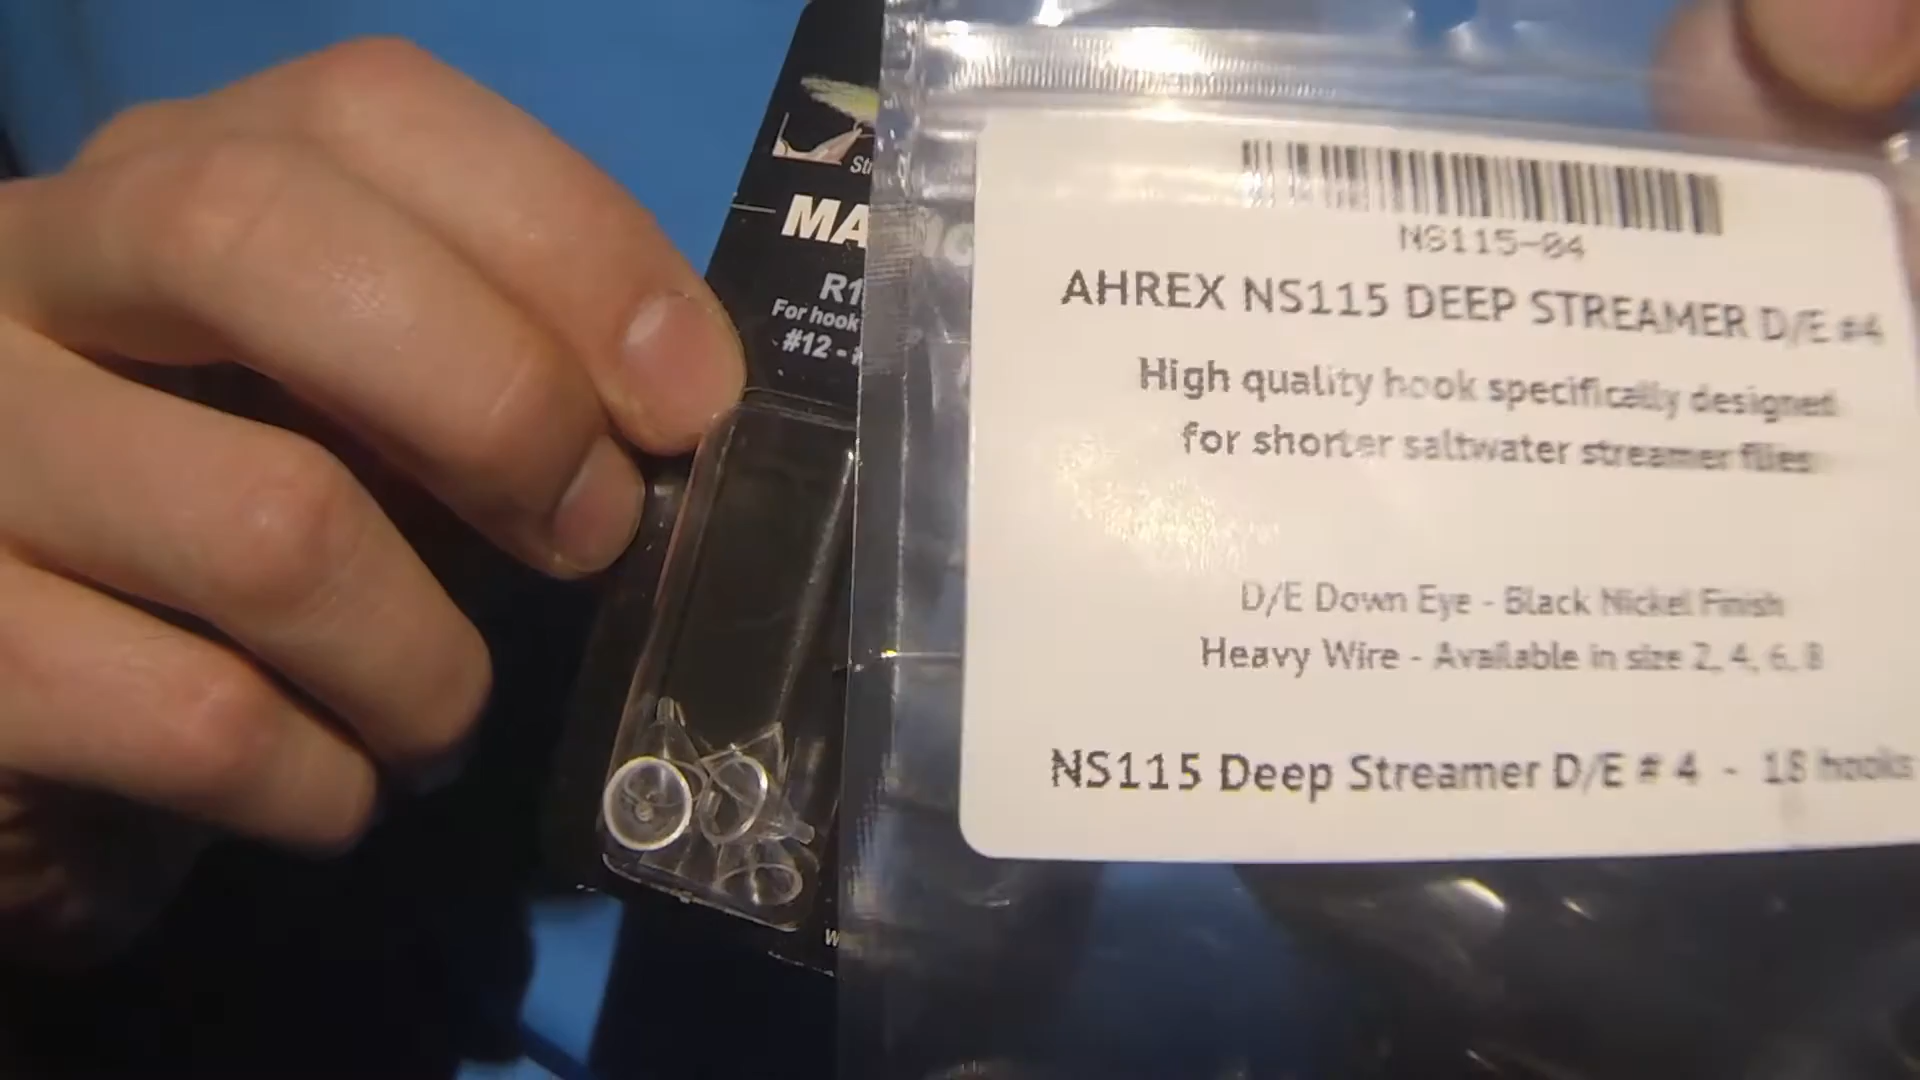 MA
R1
For hook
#12 -
NS115-04
AHREX NS115 DEEP STREAMER D/E #4
High quality hook specifically designed
for shorter saltwater streamer flies
D/E Down Eye - Black Nickel Finish
Heavy Wire - Available in size 2, 4, 6, 8
NS115 Deep Streamer D/E # 4 - 18 hooks